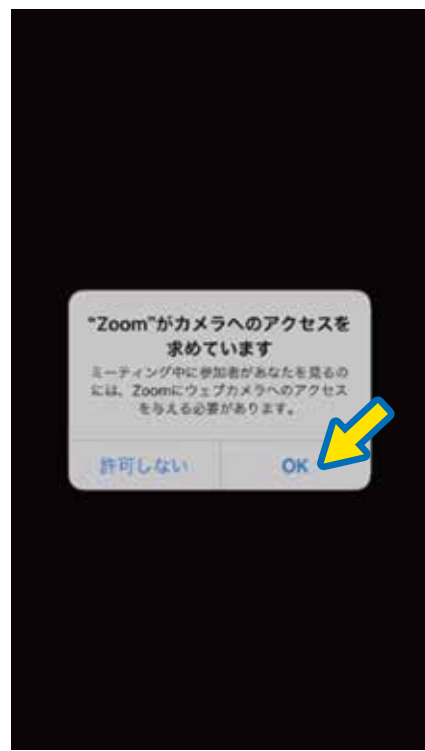 "Zoom"がカメラへのアクセスを
求めています
ミーティング中に参加者があなたを見るの
には、Zoomにウェブカメラへのアクセス
を与える必要があります。
許可しない
OK